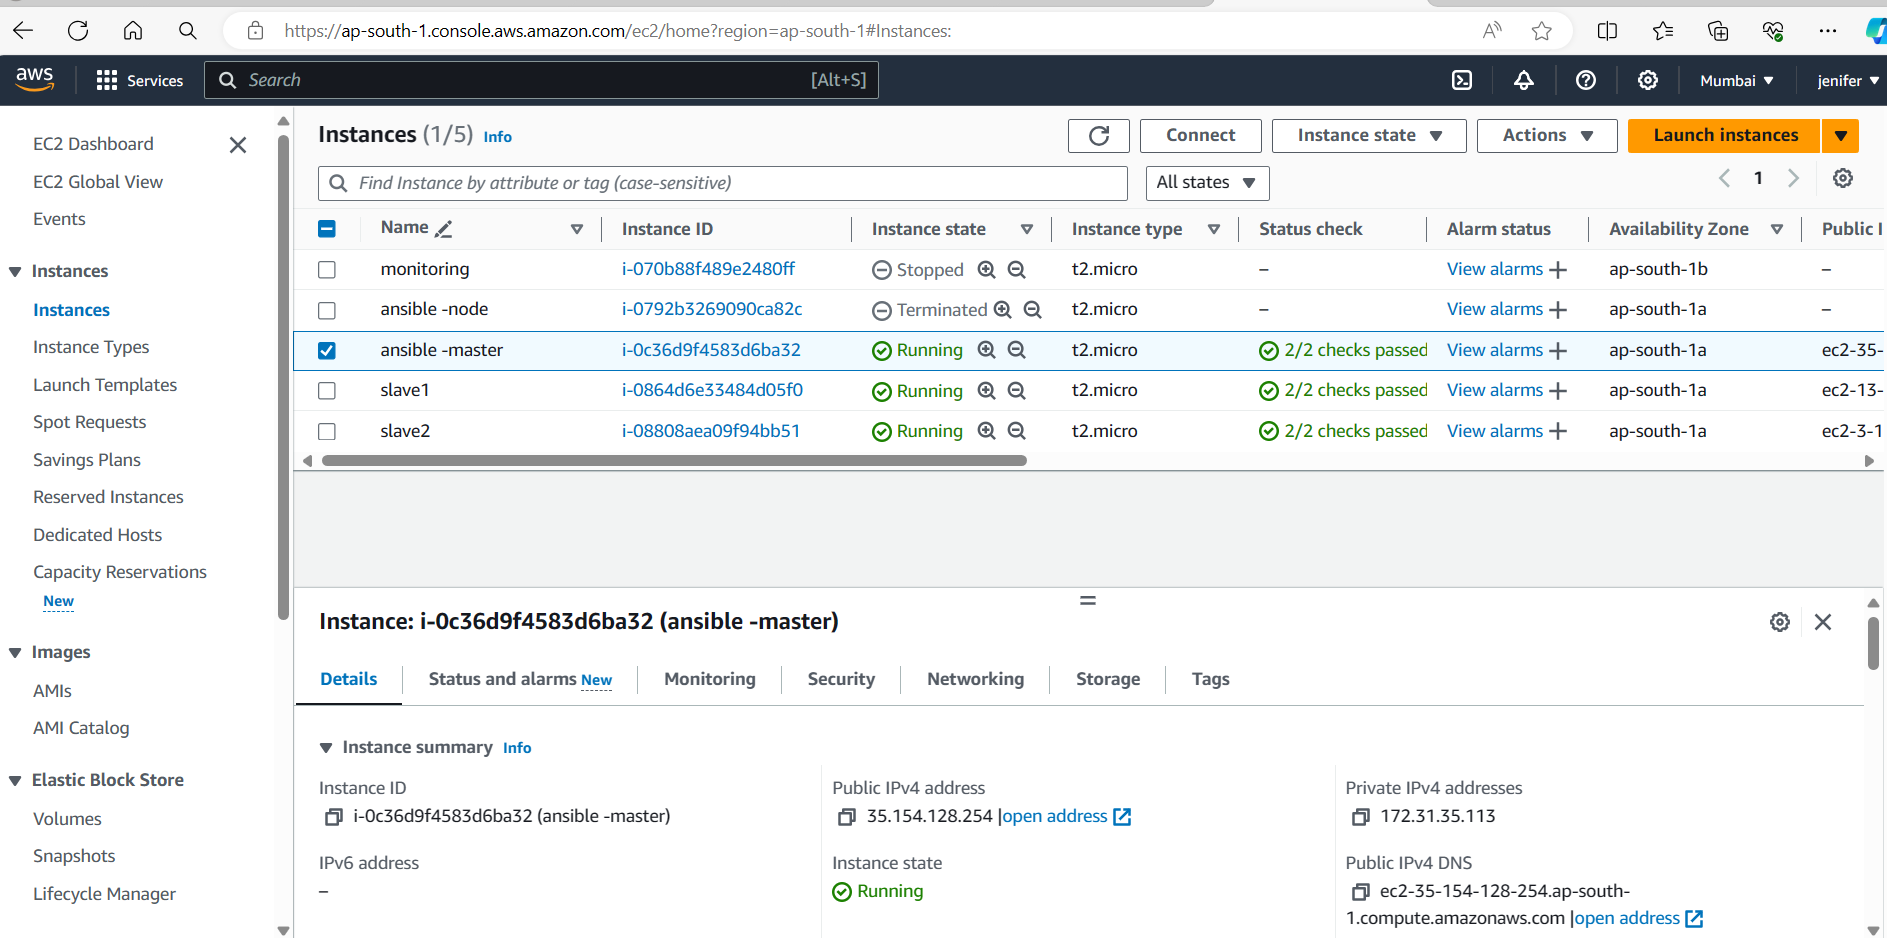 https://ap-south-1.console.aws.amazon.com/ec2/home?region=ap-south-1#Instances:
aws Services Search [Alt+S] Mumbai jenifer
EC2 Dashboard
EC2 Global View
Events
Instances
Instances
Instance Types
Launch Templates
Spot Requests
Savings Plans
Reserved Instances
Dedicated Hosts
Capacity Reservations
New
Images
AMIs
AMI Catalog
Elastic Block Store
Volumes
Snapshots
Lifecycle Manager
Instances (1/5) Info Connect Instance state Actions Launch instances
Find Instance by attribute or tag (case-sensitive) All states 1
Name Instance ID Instance state Instance type Status check Alarm status Availability Zone Public I
monitoring i-070b88f489e2480ff Stopped t2.micro – View alarms + ap-south-1b –
ansible -node i-0792b3269090ca82c Terminated t2.micro – View alarms + ap-south-1a –
ansible -master i-0c36d9f4583d6ba32 Running t2.micro 2/2 checks passed View alarms + ap-south-1a ec2-35-
slave1 i-0864d6e33484d05f0 Running t2.micro 2/2 checks passed View alarms + ap-south-1a ec2-13-
slave2 i-08808aea09f94bb51 Running t2.micro 2/2 checks passed View alarms + ap-south-1a ec2-3-1
Instance: i-0c36d9f4583d6ba32 (ansible -master)
Details Status and alarms New Monitoring Security Networking Storage Tags
Instance summary Info
Instance ID
i-0c36d9f4583d6ba32 (ansible -master)
Public IPv4 address
35.154.128.254 |open address
Private IPv4 addresses
172.31.35.113
IPv6 address
–
Instance state
Running
Public IPv4 DNS
ec2-35-154-128-254.ap-south-
1.compute.amazonaws.com |open address